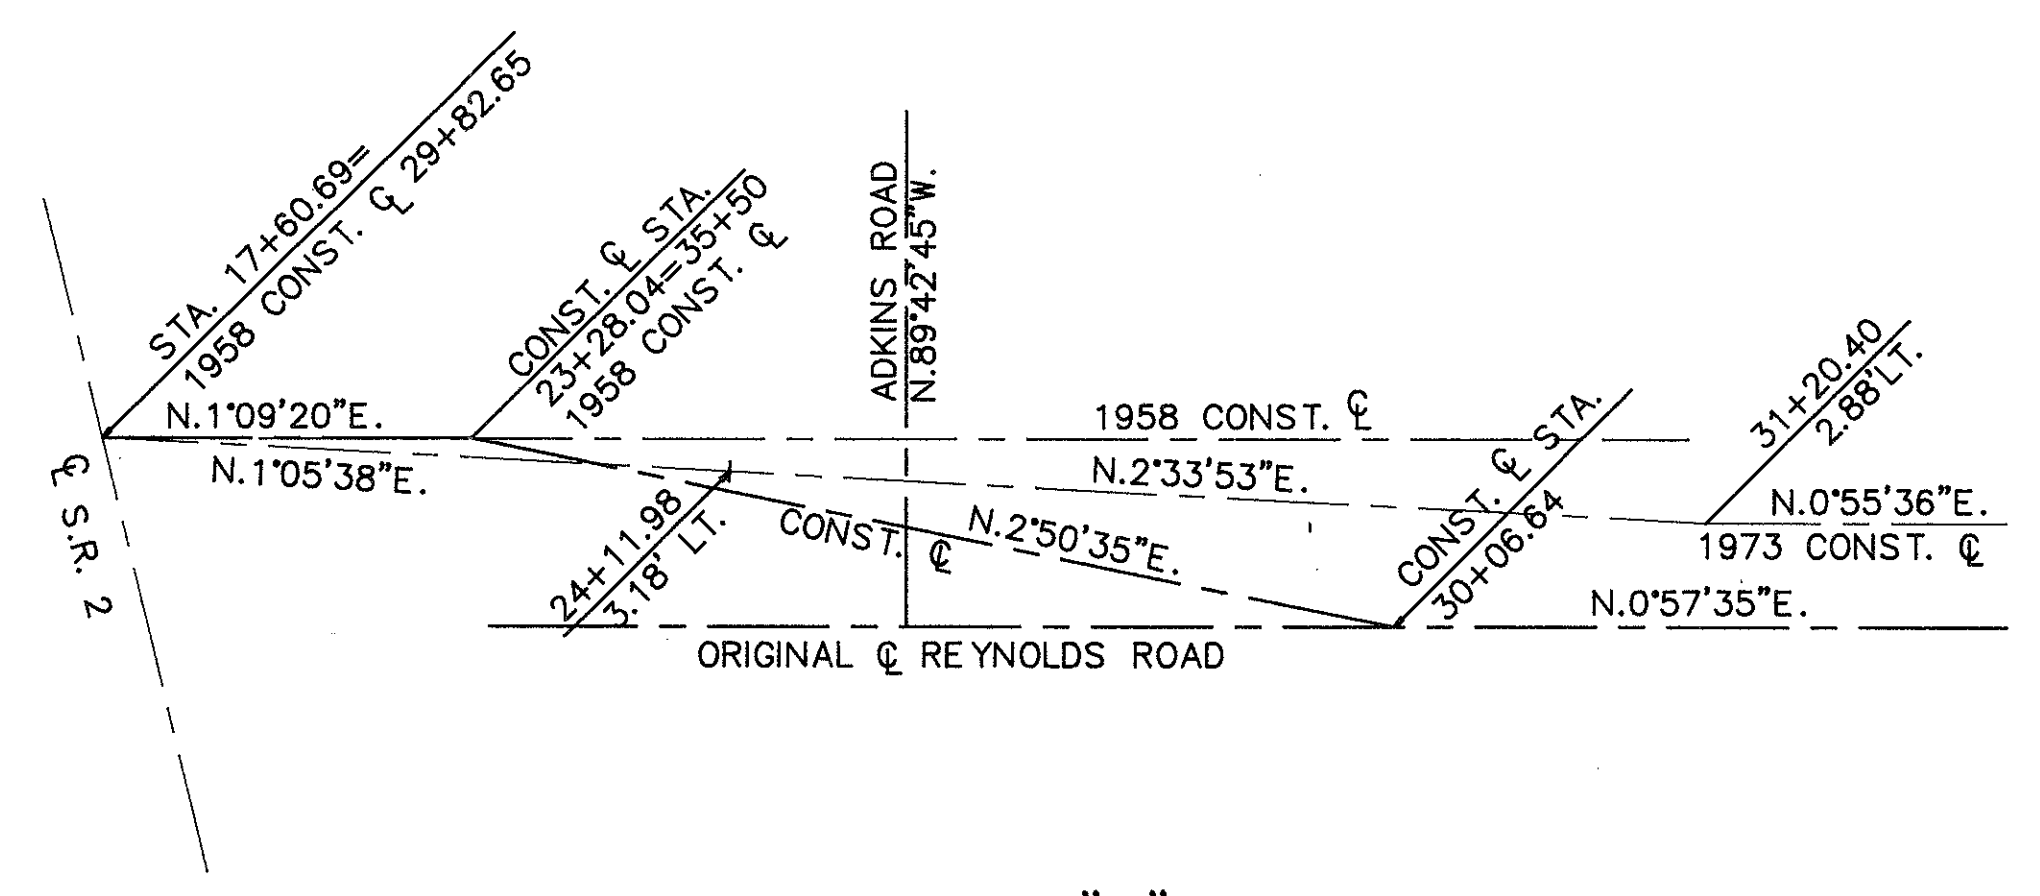 STA. 17+60.69=
1958 CONST. ℄ 29+82.65
CONST. ℄ STA.
23+28.04=35+50
1958 CONST. ℄
ADKINS ROAD
N.89°42'45"W.
31+20.40
2.88'LT.
N.1°09'20"E.
1958 CONST. ℄
CONST. ℄ STA.
30+06.64
N.1°05'38"E.
N.2°33'53"E.
N.0°55'36"E.
1973 CONST. ℄
℄ S.R. 2
24+11.98
3.18' LT.
CONST. ℄
N.2°50'35"E.
N.0°57'35"E.
ORIGINAL ℄ REYNOLDS ROAD